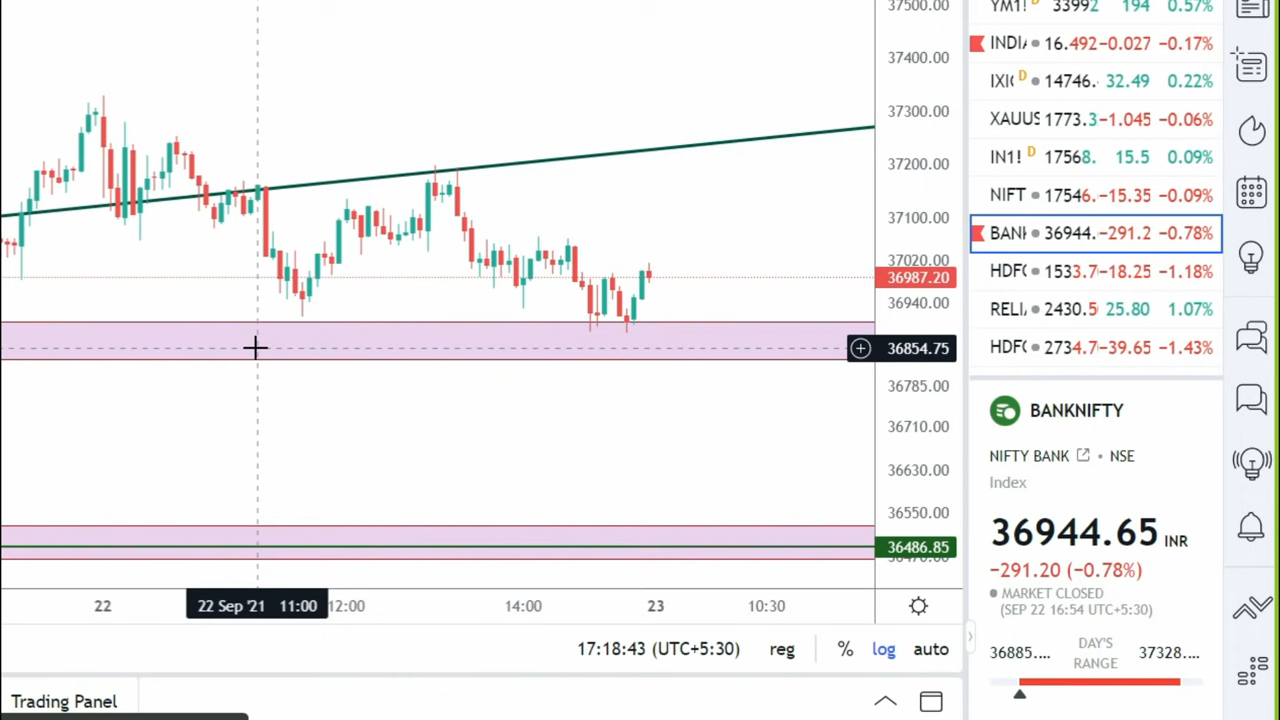 37500.00
37400.00
37300.00
37200.00
37100.00
37020.00
36987.20
36940.00
36854.75
36785.00
36710.00
36630.00
36550.00
36486.85
22 22 Sep '21 11:00 12:00 14:00 23 10:30
17:18:43 (UTC+5:30) reg % log auto
Trading Panel
YM1! D 33992 194 0.57%
INDIA 16.492 −0.027 −0.17%
IXIC D 14746. 32.49 0.22%
XAUUS 1773.3 −1.045 −0.06%
IN1! D 17568. 15.5 0.09%
NIFT 17546. −15.35 −0.09%
BANK 36944. −291.2 −0.78%
HDFC 1533.7 −18.25 −1.18%
RELI 2430.5 25.80 1.07%
HDFC 2734.7 −39.65 −1.43%
BANKNIFTY
NIFTY BANK • NSE
Index
36944.65 INR
−291.20 (−0.78%)
MARKET CLOSED
(SEP 22 16:54 UTC+5:30)
36885.... DAY'S RANGE 37328....